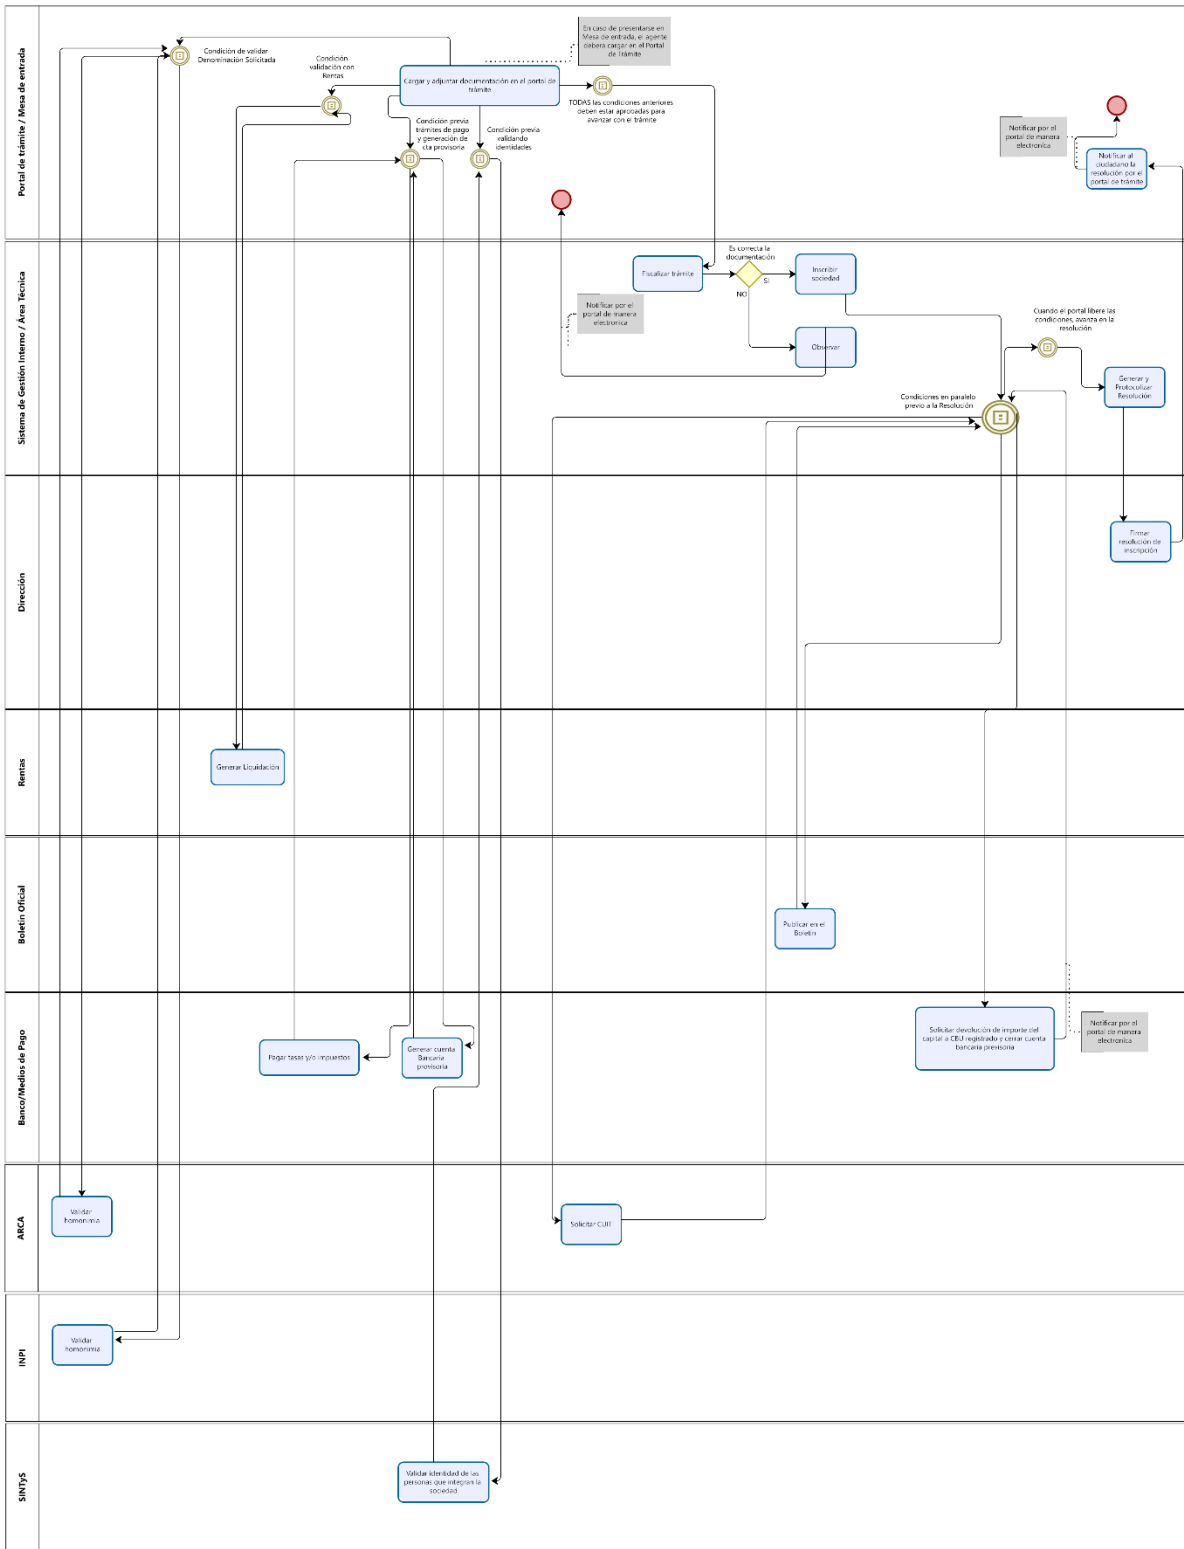 Portal de trámite / Mesa de entrada
Condición de validar
Denominación Solicitada
Condición
validación con
Rentas
En caso de presentarse en
Mesa de entrada, el agente
debera cargar en el Portal
de Trámite
Cargar y adjuntar documentación en el portal de
trámite
TODAS las condiciones anteriores
deben estar aprobadas para
avanzar con el trámite
Condición previa
trámites de pago
y generación de
cta provisoria
Condición previa
validando
identidades
Notificar por el
portal de manera
electronica
Notificar al
ciudadano la
resolución por el
portal de trámite
Sistema de Gestión Interno / Área Técnica
Fiscalizar trámite
Es correcta la
documentación
SI
NO
Inscribir
sociedad
Observar
Notificar por el
portal de manera
electronica
Cuando el portal libere las
condiciones, avanza en la
resolución
Condiciones en paralelo
previo a la Resolución
Generar y
Protocolizar
Resolución
Dirección
Firmar
resolución de
inscripción
Rentas
Generar Liquidación
Boletín Oficial
Publicar en el
Boletín
Banco/Medios de Pago
Pagar tasas y/o impuestos
Generar cuenta
Bancaria
provisoria
Solicitar devolución de importe del
capital a CBU registrado y cerrar cuenta
bancaria previsoria
Notificar por el
portal de manera
electronica
ARCA
Validar
homonimia
Solicitar CUIT
INPI
Validar
homonimia
SINTyS
Validar identidad de las
personas que integran la
sociedad